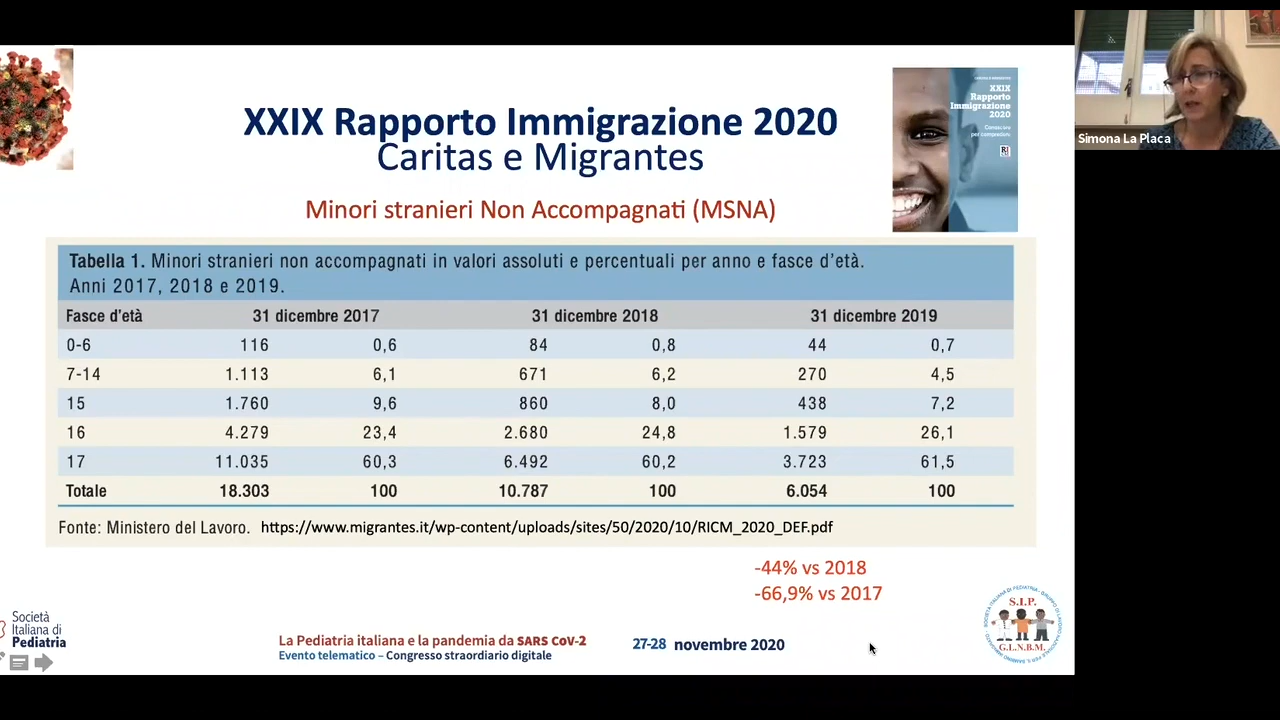 XXIX Rapporto Immigrazione 2020
Caritas e Migrantes
XXIX
Rapporto
Immigrazione
2020
Conoscere
per comprendere
Simona La Placa
Minori stranieri Non Accompagnati (MSNA)
Tabella 1. Minori stranieri non accompagnati in valori assoluti e percentuali per anno e fasce d'età.
Anni 2017, 2018 e 2019.
Fasce d'età 31 dicembre 2017 31 dicembre 2018 31 dicembre 2019
0-6 116 0,6 84 0,8 44 0,7
7-14 1.113 6,1 671 6,2 270 4,5
15 1.760 9,6 860 8,0 438 7,2
16 4.279 23,4 2.680 24,8 1.579 26,1
17 11.035 60,3 6.492 60,2 3.723 61,5
Totale 18.303 100 10.787 100 6.054 100
Fonte: Ministero del Lavoro. https://www.migrantes.it/wp-content/uploads/sites/50/2020/10/RICM_2020_DEF.pdf
-44% vs 2018
-66,9% vs 2017
Società
Italiana di
Pediatria
La Pediatria italiana e la pandemia da SARS CoV-2
Evento telematico – Congresso straordiario digitale
27-28 novembre 2020
S.I.P.
G.L.N.B.M.